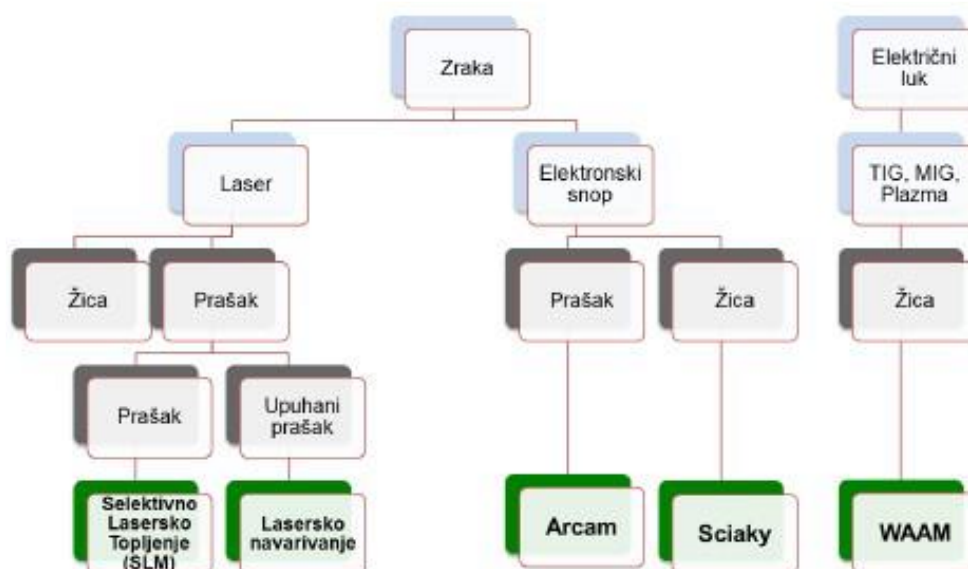 Zraka
Električni
luk
Laser
Elektronski
snop
TIG, MIG,
Plazma
Žica
Prašak
Prašak
Žica
Žica
Prašak
Upuhani
prašak
Selektivno
Lasersko
Topljenje
(SLM)
Lasersko
navarivanje
Arcam
Sciaky
WAAM